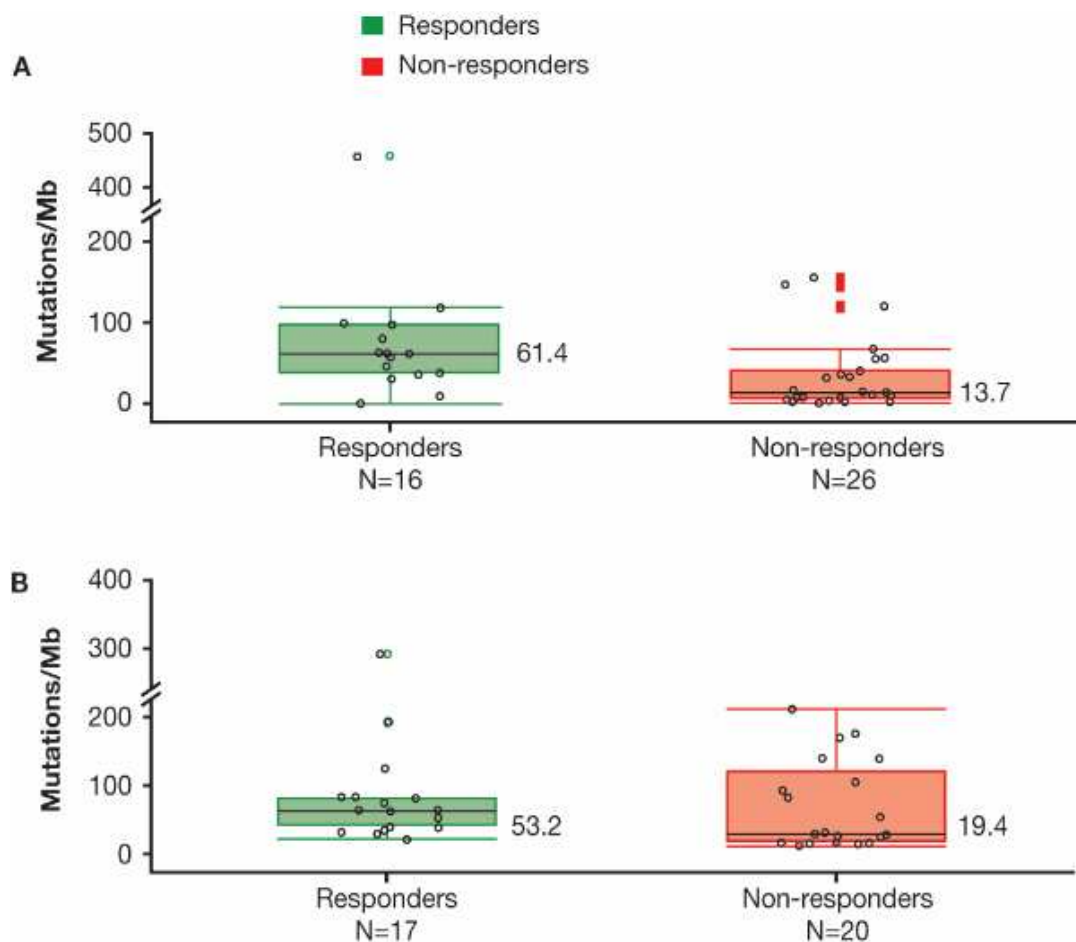 Responders
Non-responders
A
Mutations/Mb
500
400
200
100
0
61.4
13.7
Responders
N=16
Non-responders
N=26
B
Mutations/Mb
400
300
200
100
0
53.2
19.4
Responders
N=17
Non-responders
N=20